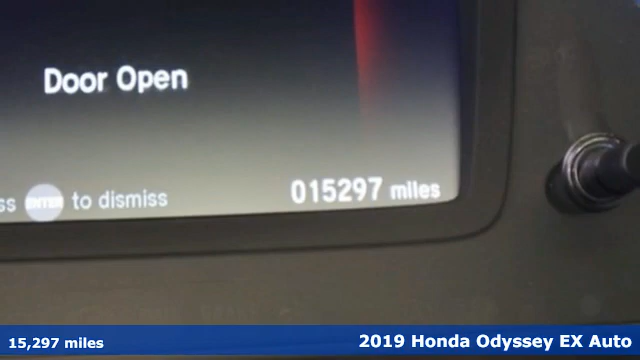 Door Open
ss ENTER to dismiss
015297 miles
15,297 miles
2019 Honda Odyssey EX Auto